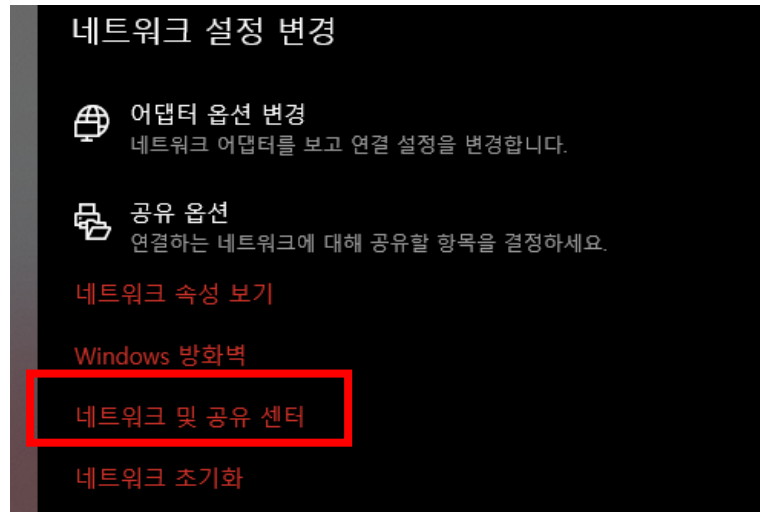 네트워크 설정 변경
어댑터 옵션 변경
네트워크 어댑터를 보고 연결 설정을 변경합니다.
공유 옵션
연결하는 네트워크에 대해 공유할 항목을 결정하세요.
네트워크 속성 보기
Windows 방화벽
네트워크 및 공유 센터
네트워크 초기화